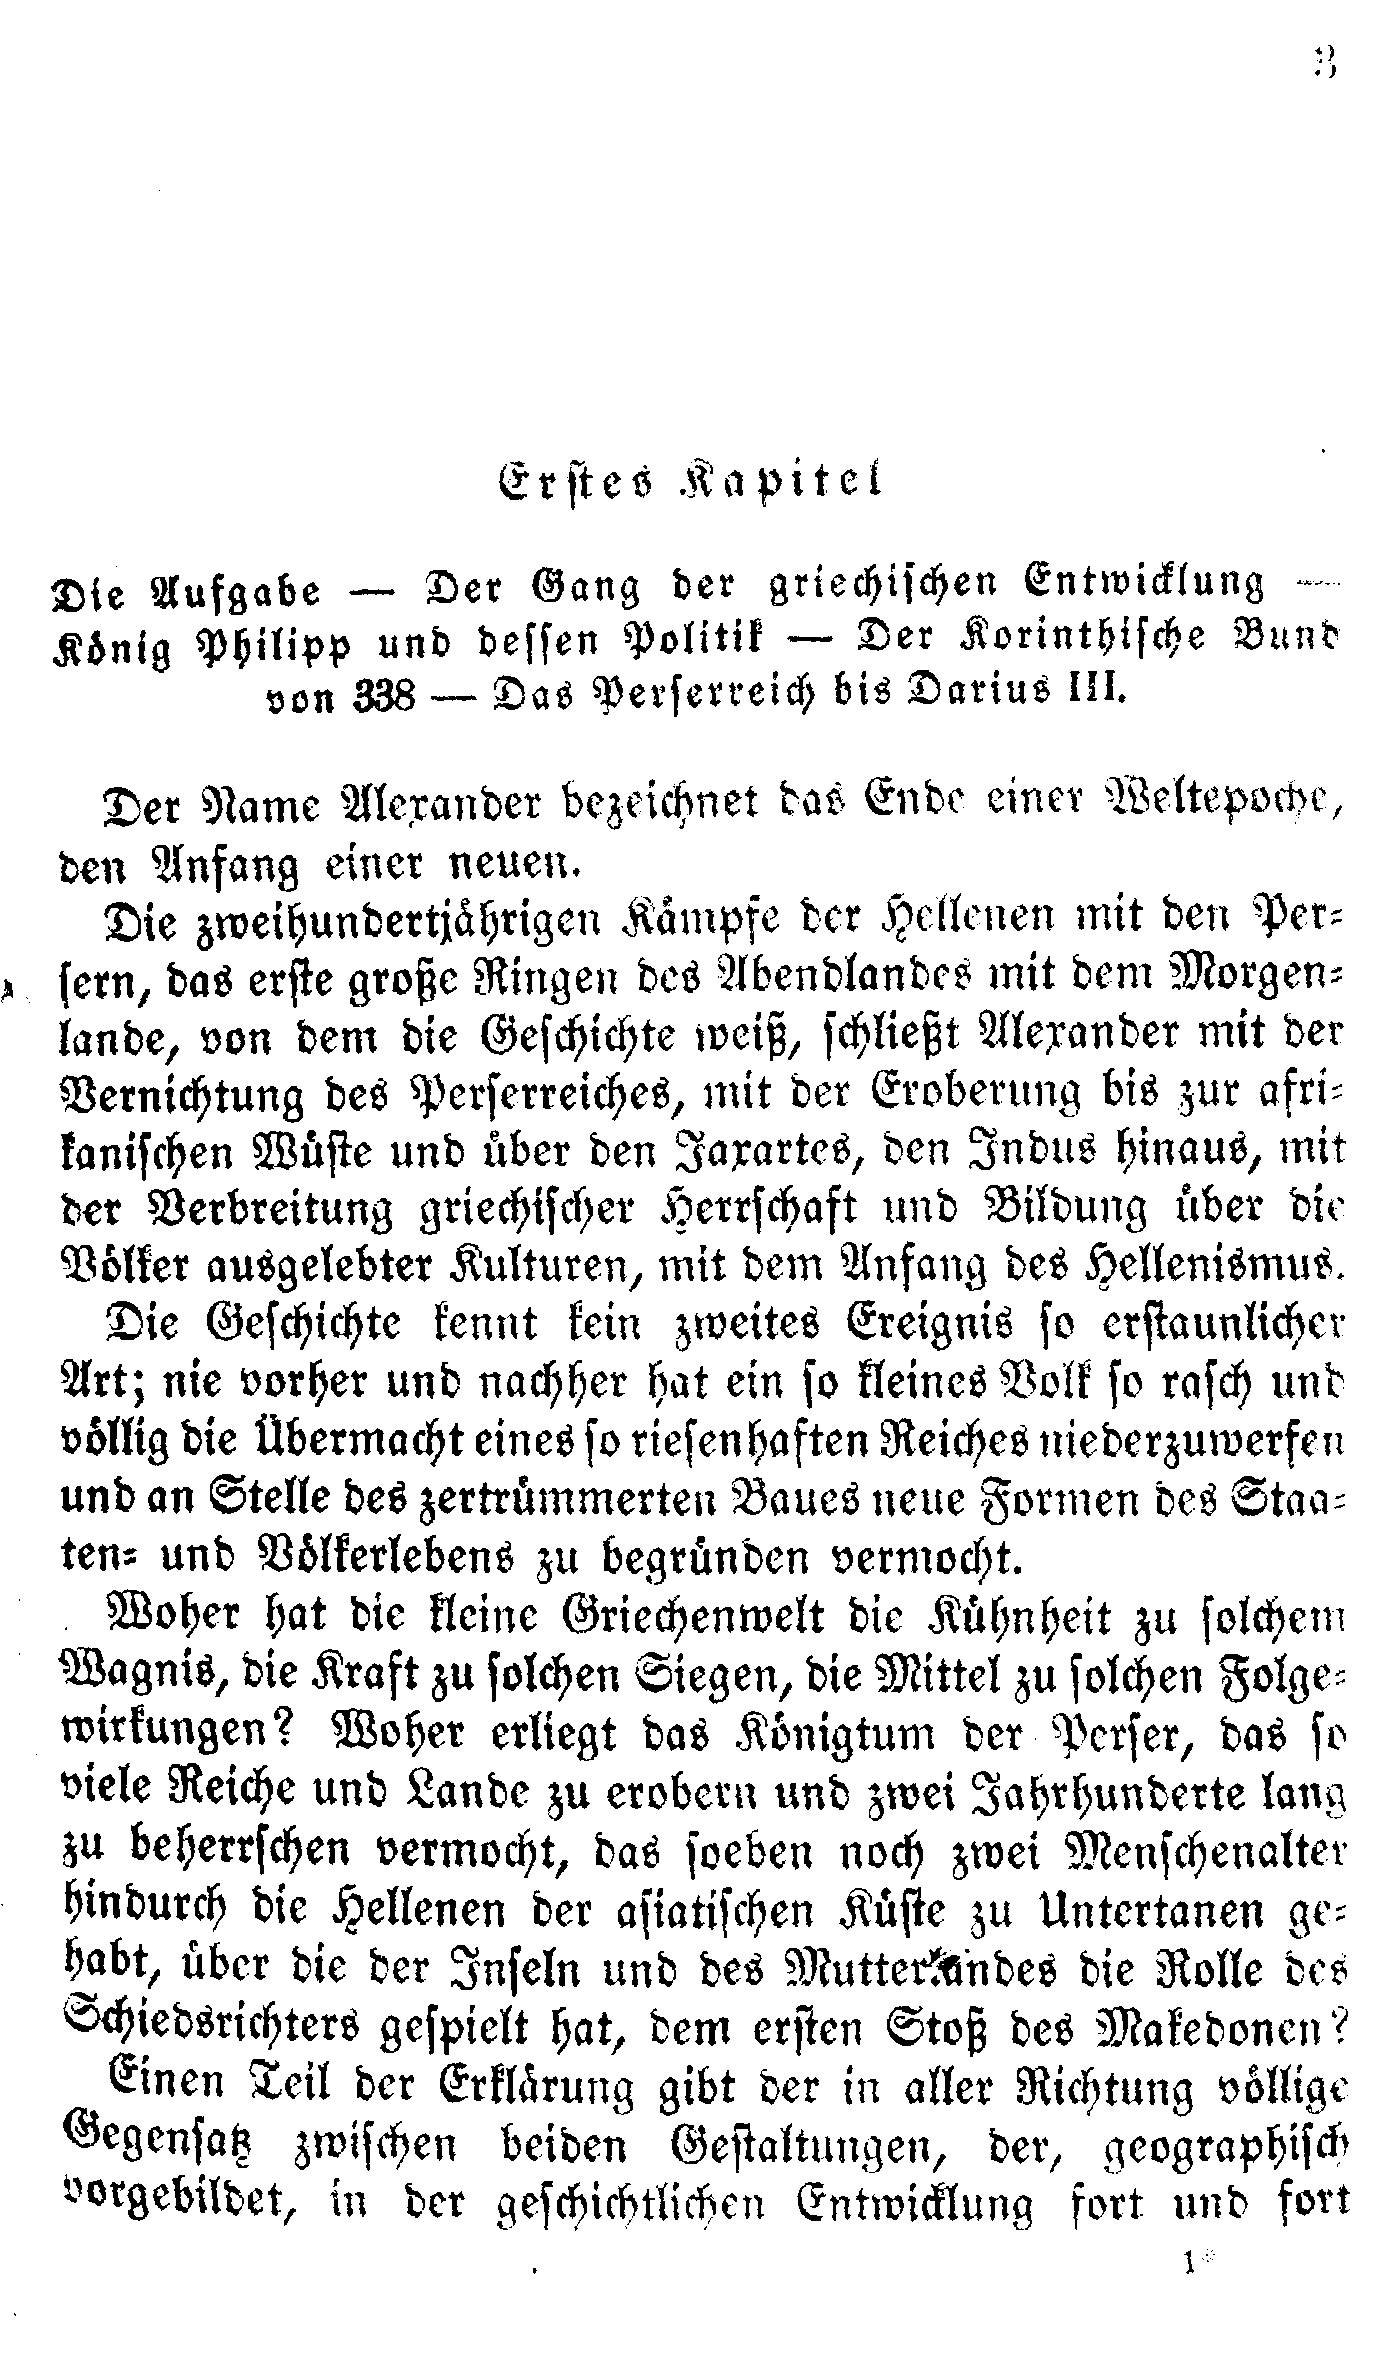 3
Erstes Kapitel
Die Aufgabe — Der Gang der griechischen Entwicklung —
König Philipp und dessen Politik — Der Korinthische Bund
von 338 — Das Perserreich bis Darius III.
Der Name Alexander bezeichnet das Ende einer Weltepoche,
den Anfang einer neuen.
Die zweihundertjährigen Kämpfe der Hellenen mit den Per-
sern, das erste große Ringen des Abendlandes mit dem Morgen-
lande, von dem die Geschichte weiß, schließt Alexander mit der
Vernichtung des Perserreiches, mit der Eroberung bis zur afri-
kanischen Wüste und über den Jaxartes, den Indus hinaus, mit
der Verbreitung griechischer Herrschaft und Bildung über die
Völker ausgelebter Kulturen, mit dem Anfang des Hellenismus.
Die Geschichte kennt kein zweites Ereignis so erstaunlicher
Art; nie vorher und nachher hat ein so kleines Volk so rasch und
völlig die Übermacht eines so riesenhaften Reiches niederzuwerfen
und an Stelle des zertrümmerten Baues neue Formen des Staa-
ten- und Völkerlebens zu begründen vermocht.
Woher hat die kleine Griechenwelt die Kühnheit zu solchem
Wagnis, die Kraft zu solchen Siegen, die Mittel zu solchen Folge-
wirkungen? Woher erliegt das Königtum der Perser, das so
viele Reiche und Lande zu erobern und zwei Jahrhunderte lang
zu beherrschen vermocht, das soeben noch zwei Menschenalter
hindurch die Hellenen der asiatischen Küste zu Untertanen ge-
habt, über die der Inseln und des Mutterlandes die Rolle des
Schiedsrichters gespielt hat, dem ersten Stoß des Makedonen?
Einen Teil der Erklärung gibt der in aller Richtung völlige
Gegensatz zwischen beiden Gestaltungen, der, geographisch
vorgebildet, in der geschichtlichen Entwicklung fort und fort
1*